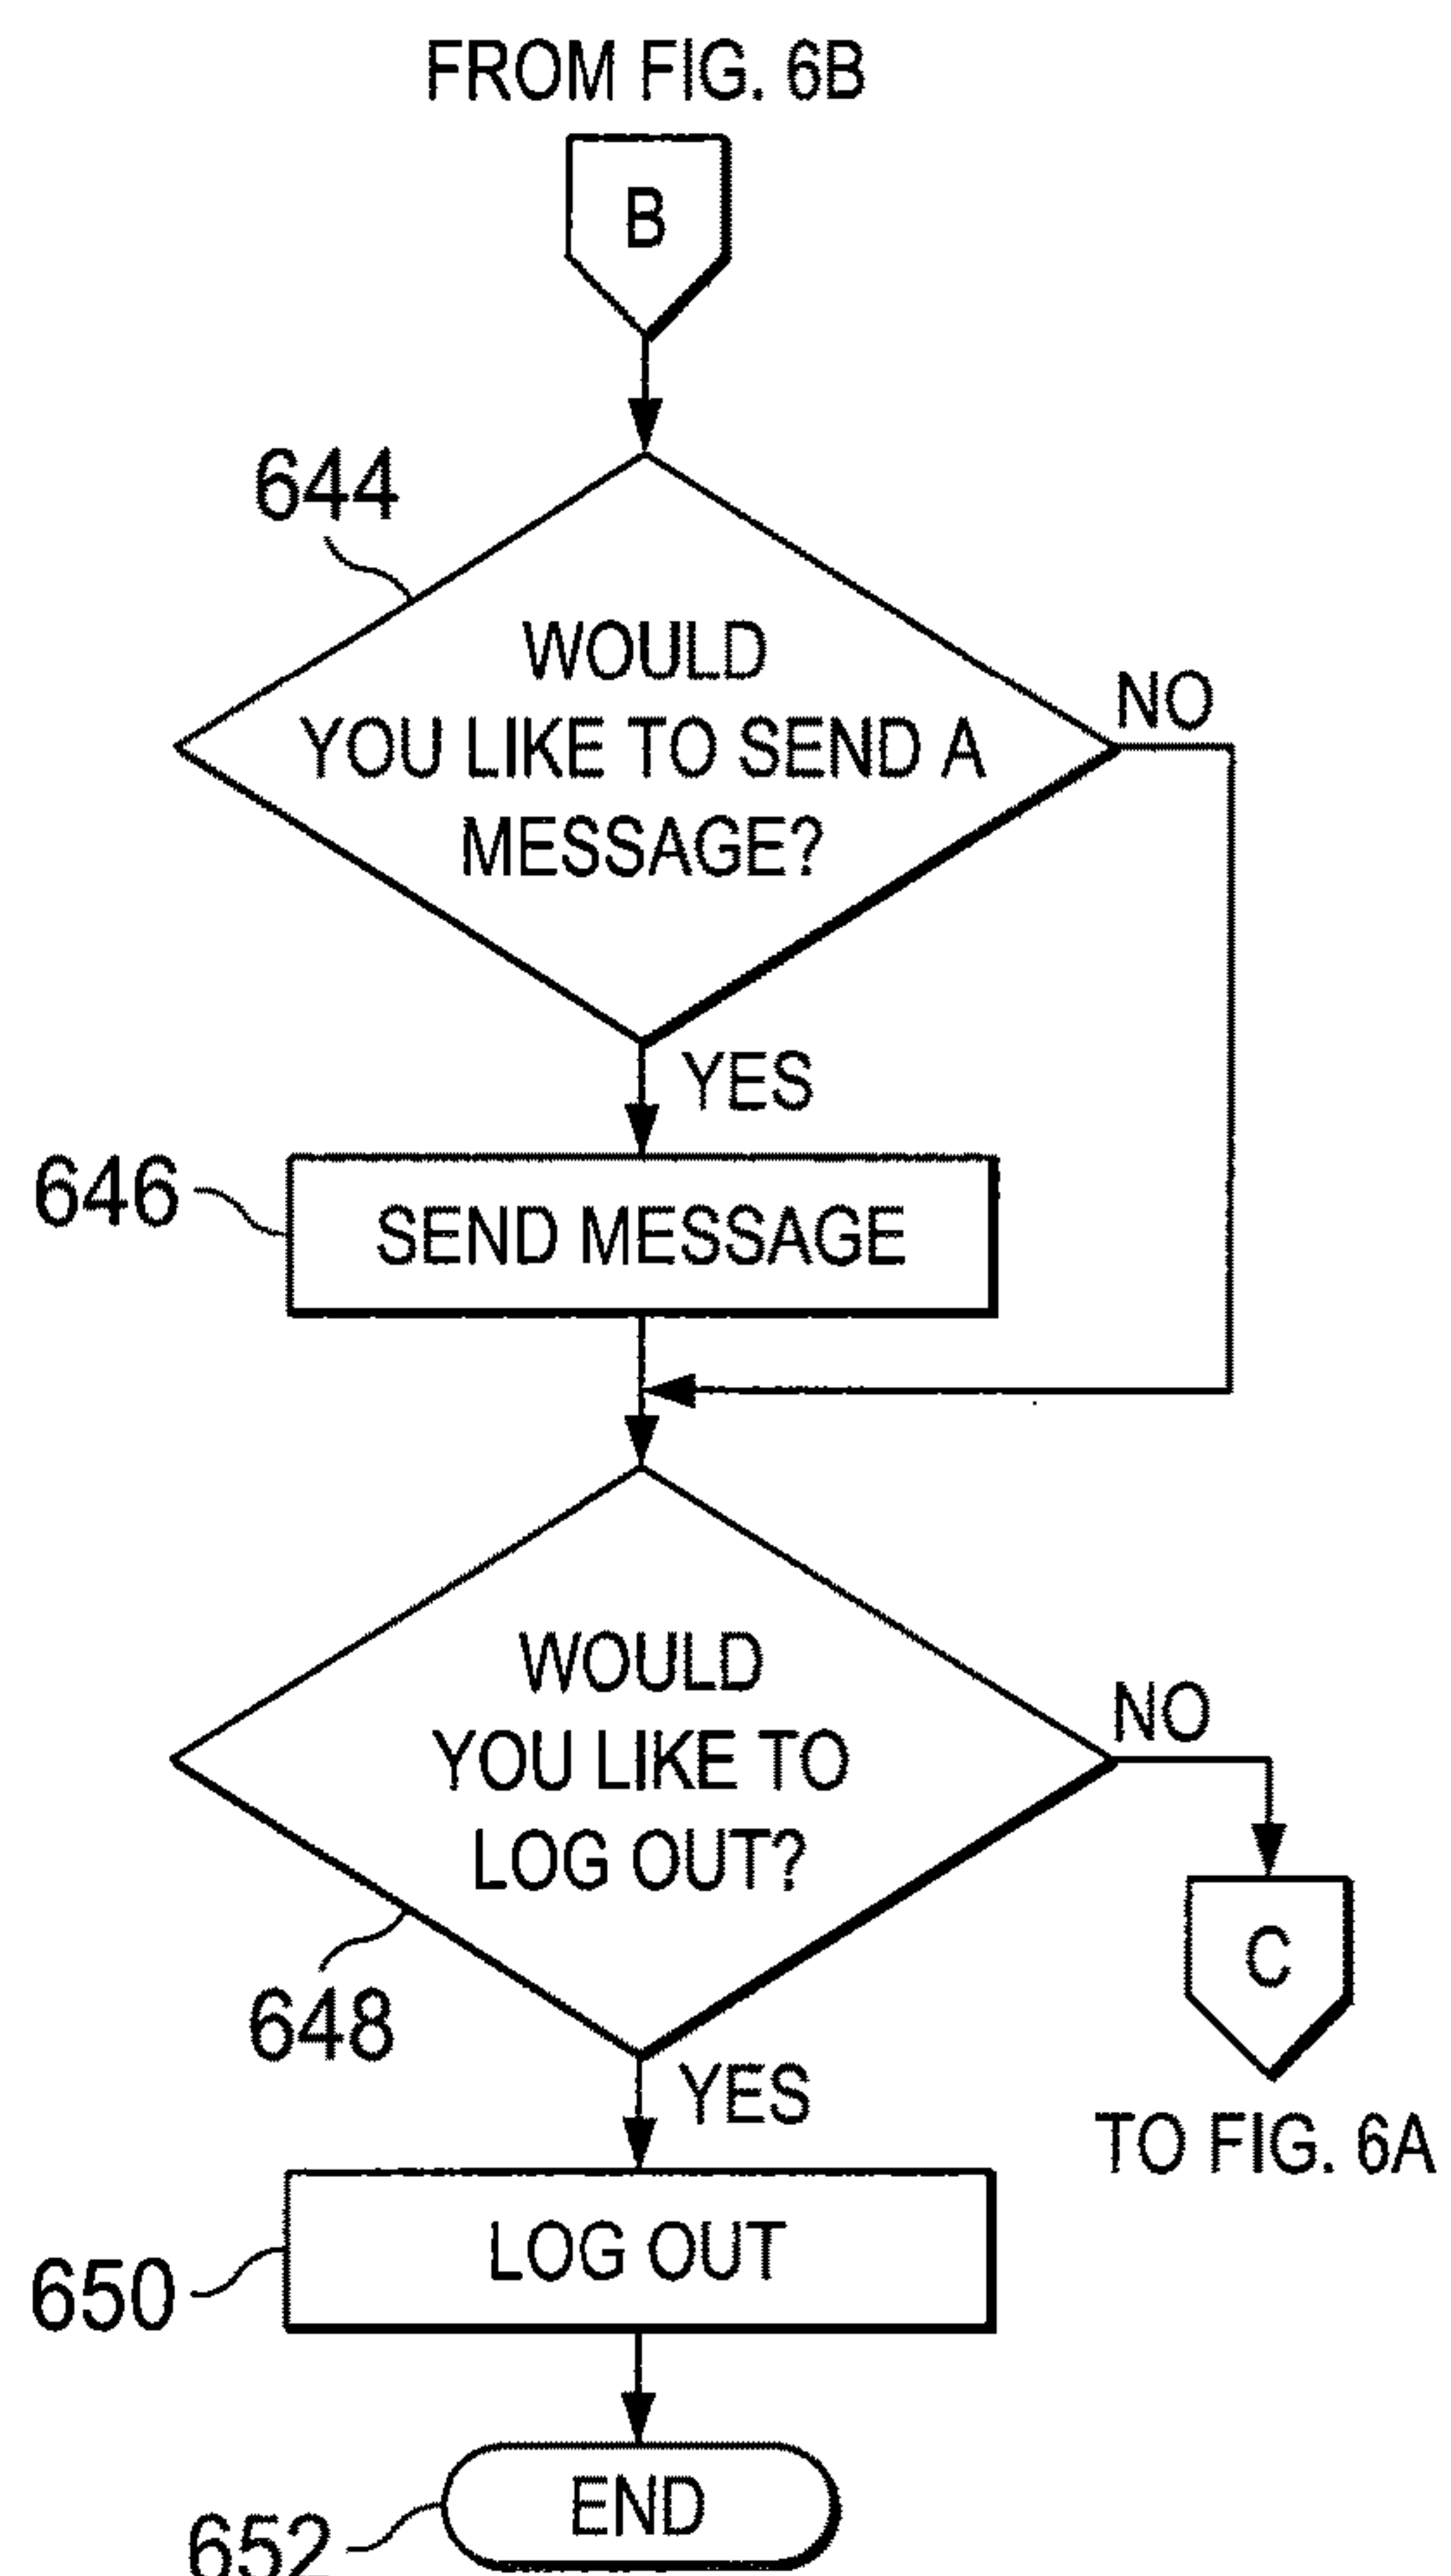 FROM FIG. 6B
B
644
WOULD
YOU LIKE TO SEND A
MESSAGE?
NO
YES
646
SEND MESSAGE
WOULD
YOU LIKE TO
LOG OUT?
NO
648
C
YES
TO FIG. 6A
LOG OUT
650
END
652